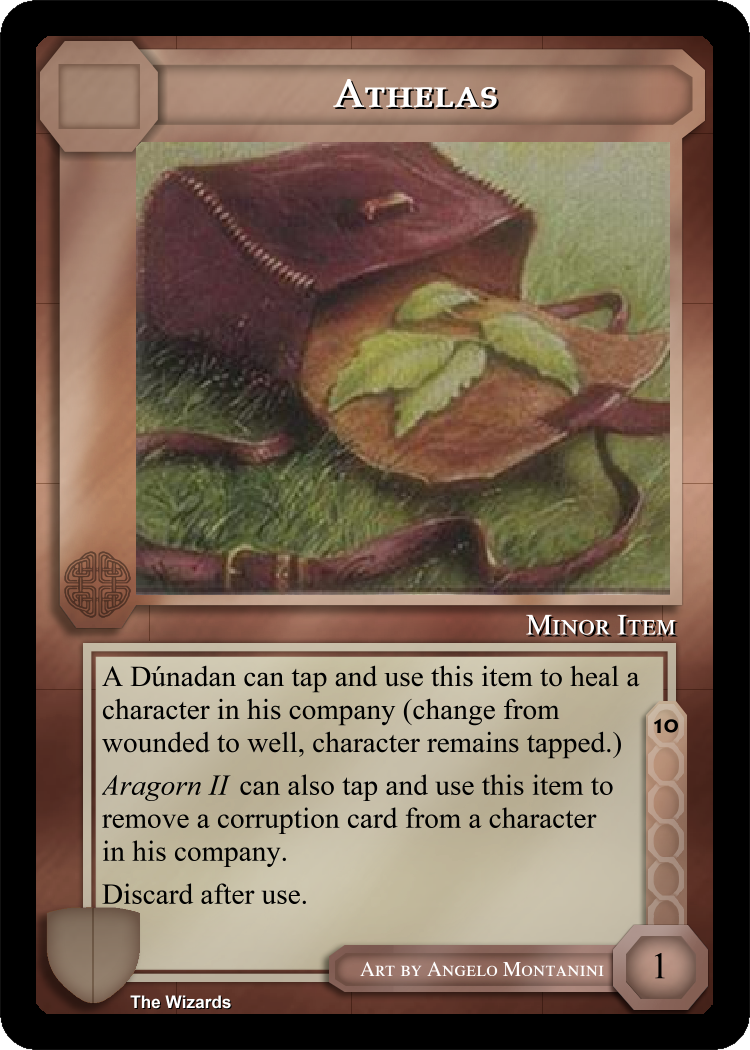 Athelas
Minor Item
A Dúnadan can tap and use this item to heal a
character in his company (change from
wounded to well, character remains tapped.)
10
Aragorn II can also tap and use this item to
remove a corruption card from a character
in his company.
Discard after use.
Art by Angelo Montanini
1
The Wizards